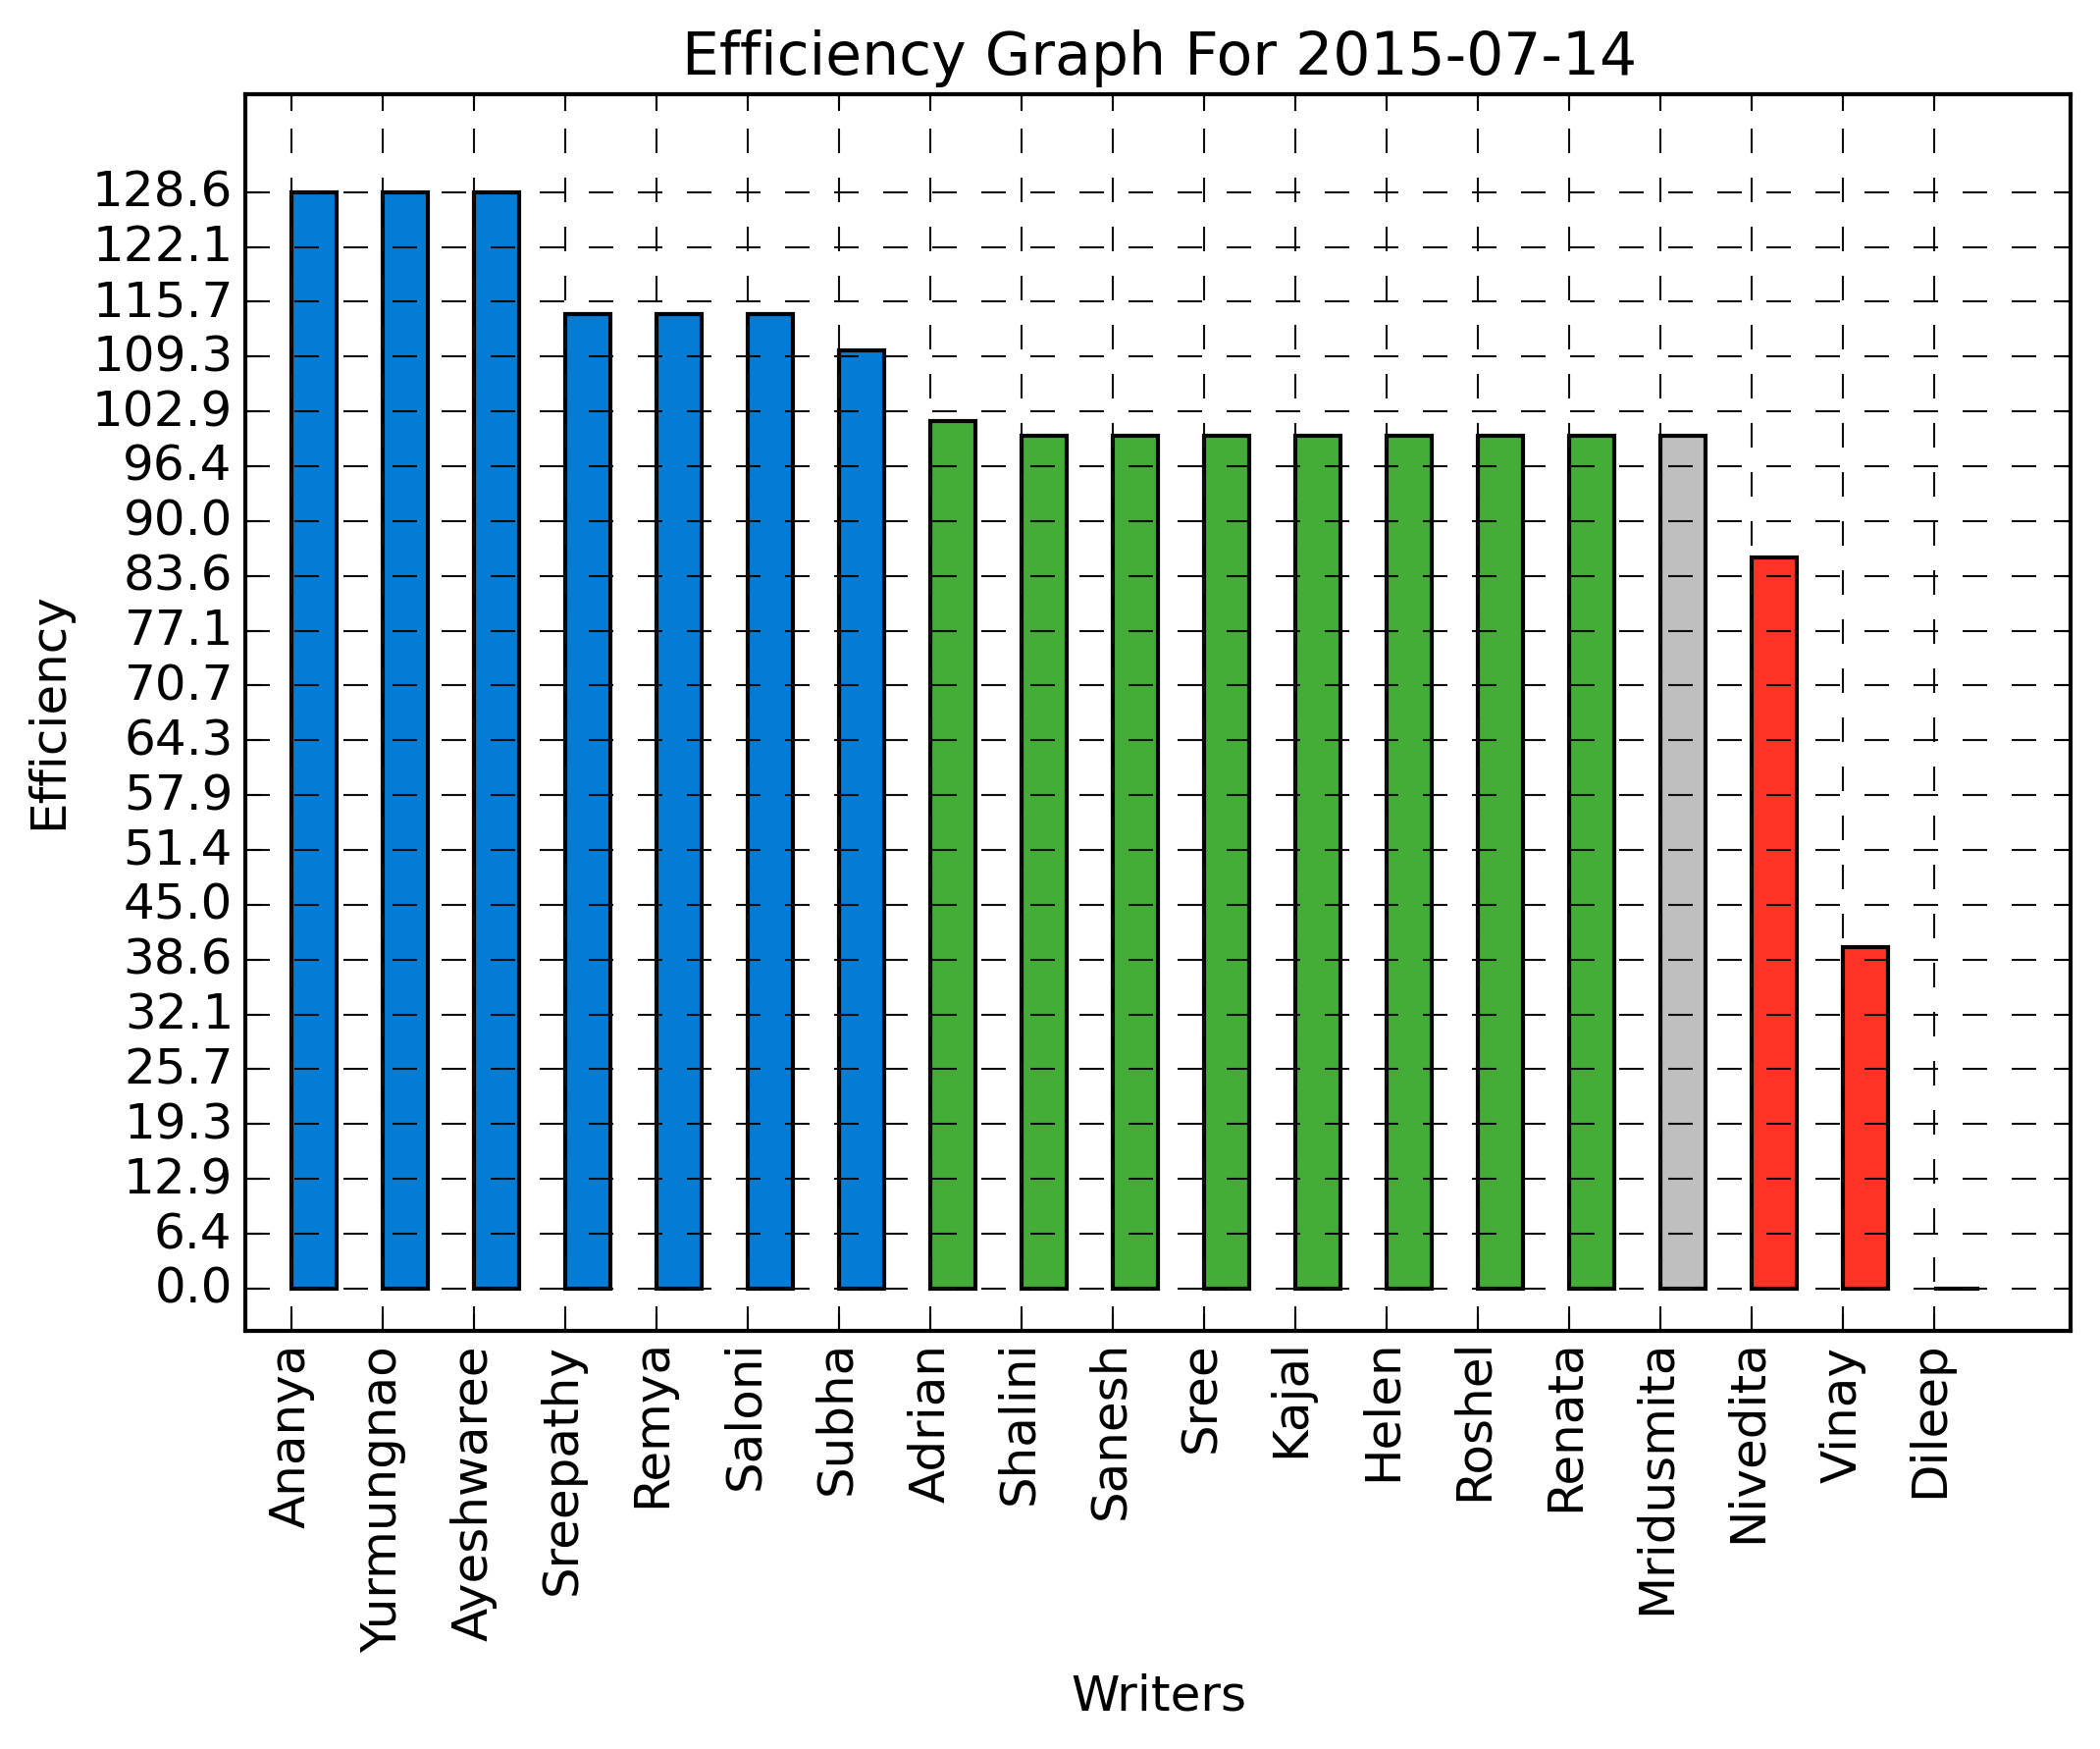 Efficiency Graph For 2015-07-14
128.6
122.1
115.7
109.3
102.9
96.4
90.0
83.6
77.1
70.7
64.3
57.9
51.4
45.0
38.6
32.1
25.7
19.3
12.9
6.4
0.0
Efficiency
Ananya
Yurmungnao
Ayeshwaree
Sreepathy
Remya
Saloni
Subha
Adrian
Shalini
Sanesh
Sree
Kajal
Helen
Roshel
Renata
Mridusmita
Nivedita
Vinay
Dileep
Writers